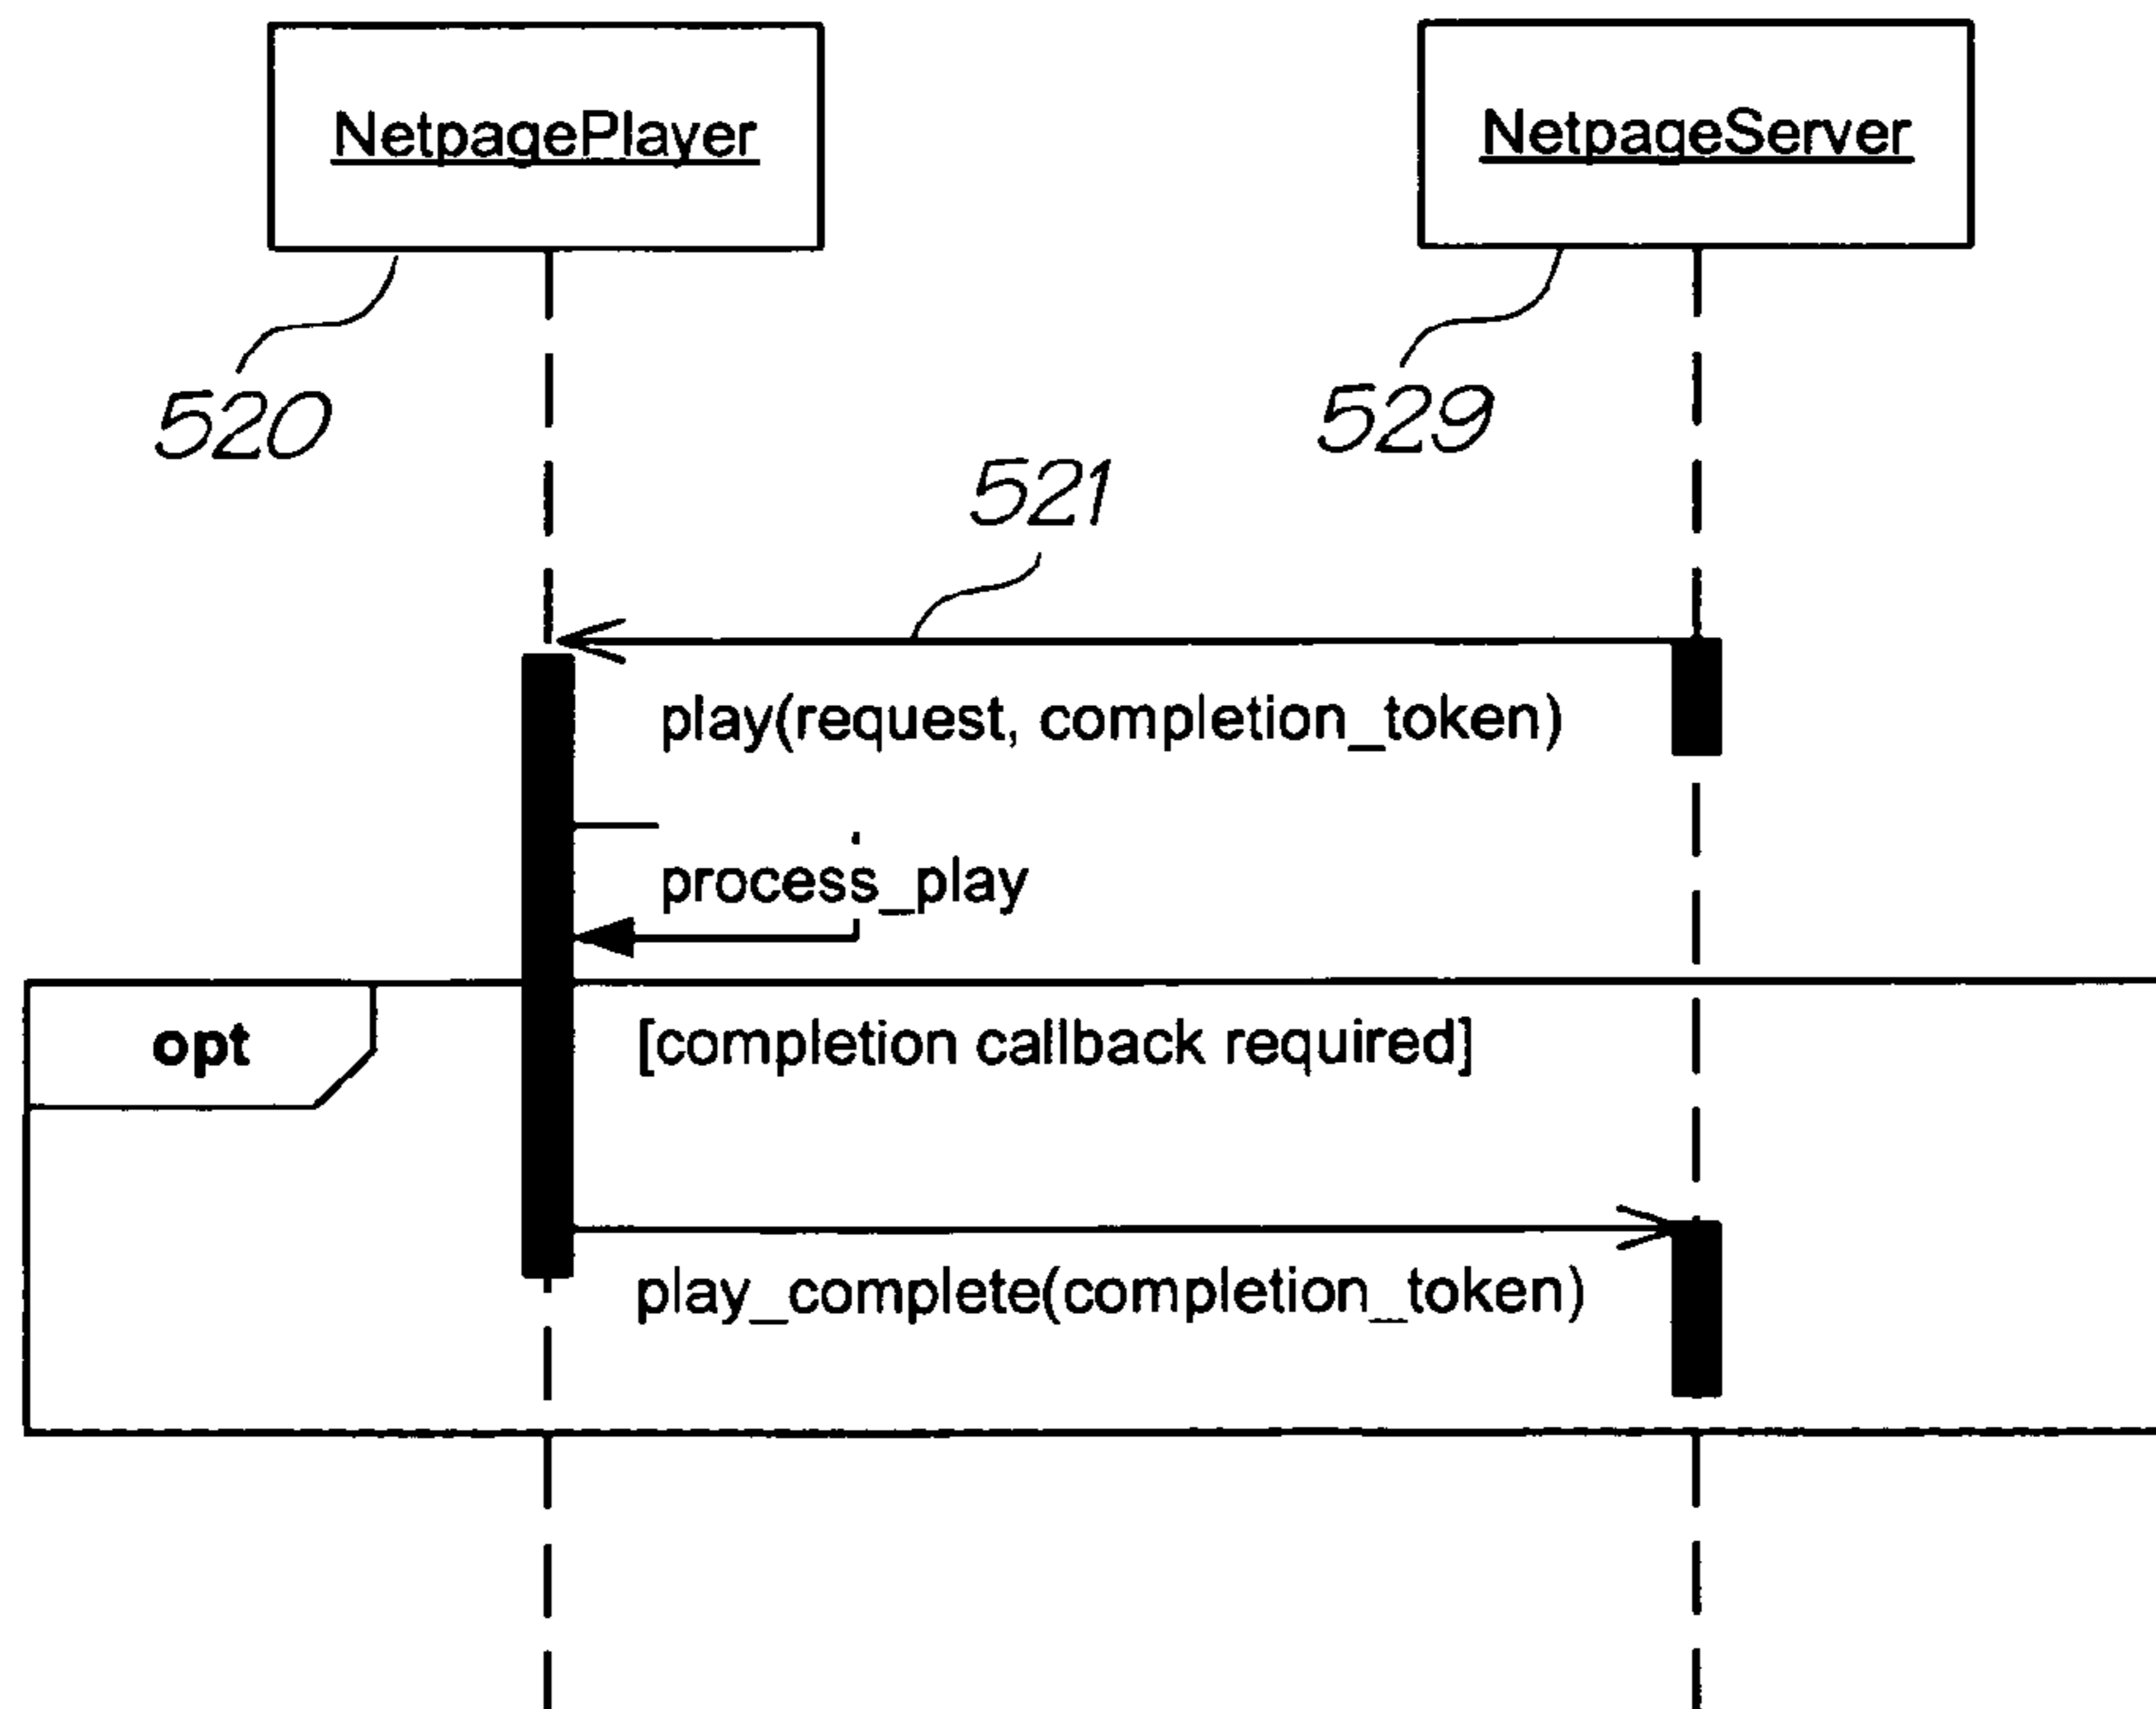 NetpagePlayer
NetpageServer
520
529
521
play(request, completion_token)
process_play
opt
[completion callback required]
play_complete(completion_token)